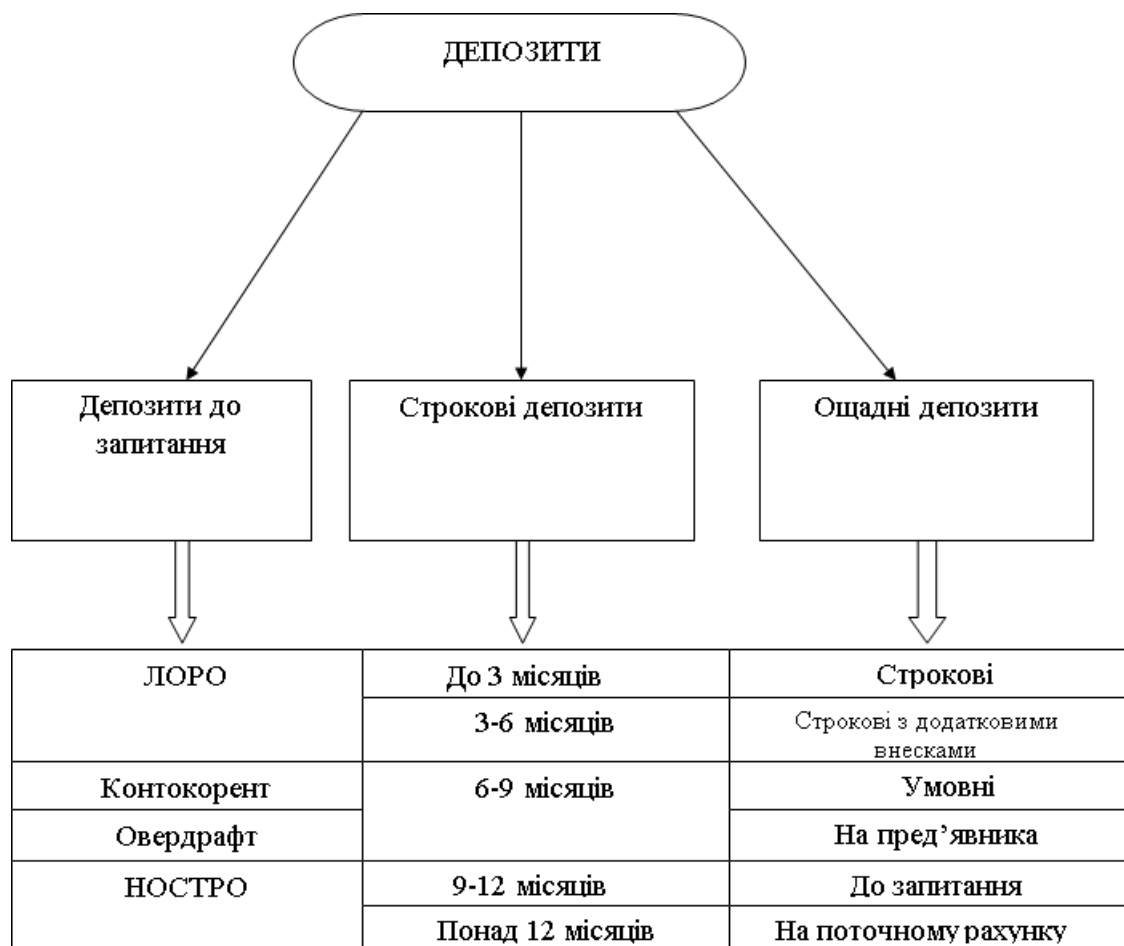 ДЕПОЗИТИ
Депозити до
запитання
Строкові депозити
Ощадні депозити
ЛОРО
До 3 місяців
Строкові
3-6 місяців
Строкові з додатковими
внесками
Контокорент
6-9 місяців
Умовні
Овердрафт
На пред’явника
НОСТРО
9-12 місяців
До запитання
Понад 12 місяців
На поточному рахунку